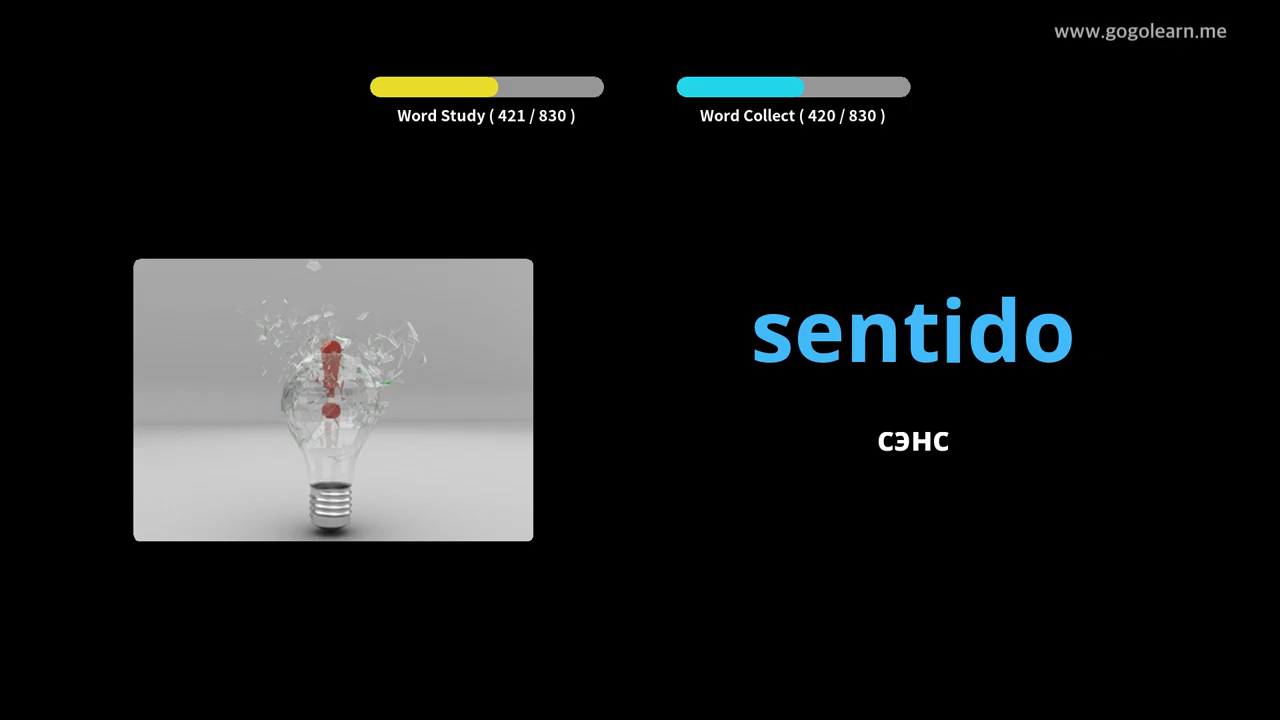 www.gogolearn.me
Word Study ( 421 / 830 )
Word Collect ( 420 / 830 )
sentido
сэнс